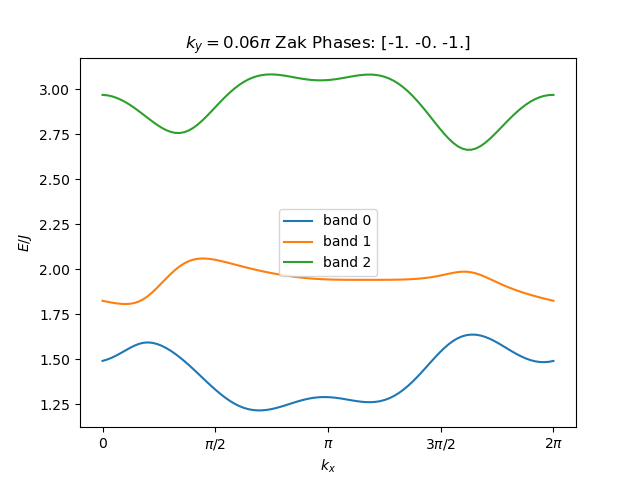 k_y = 0.06π Zak Phases: [-1. -0. -1.]
3.00
2.75
2.50
2.25
2.00
1.75
1.50
1.25
E/J
band 0
band 1
band 2
0
π/2
π
3π/2
2π
k_x